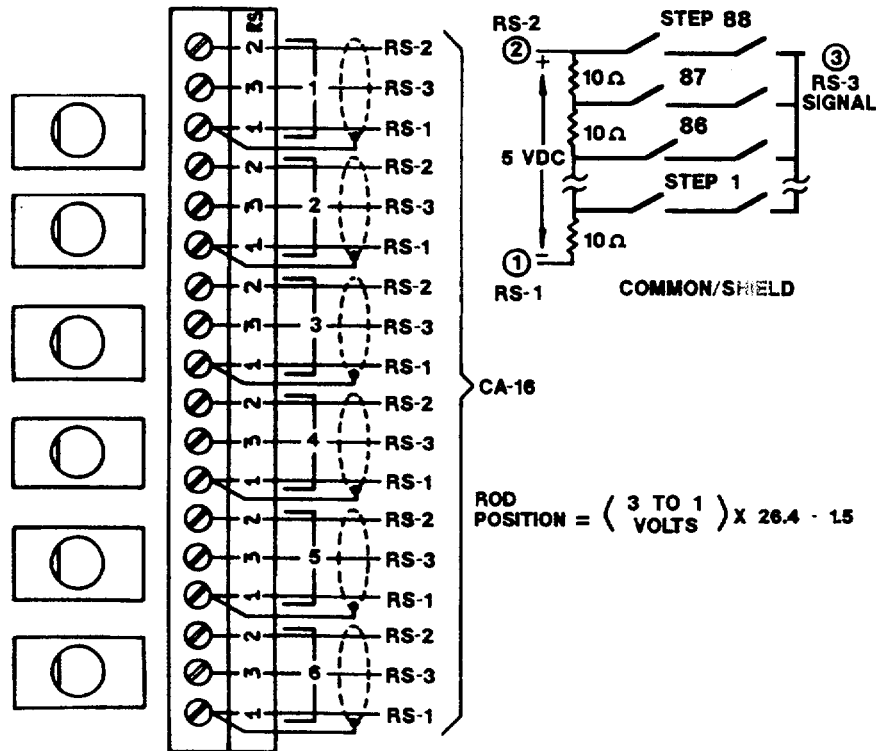 RS
2 RS-2
3 1 RS-3
1 RS-1
2 RS-2
3 2 RS-3
1 RS-1
2 RS-2
3 3 RS-3
1 RS-1
2 RS-2
3 4 RS-3
1 RS-1
2 RS-2
3 5 RS-3
1 RS-1
2 RS-2
3 6 RS-3
1 RS-1
CA-16
RS-2
2
+
STEP 88
10Ω
87
10Ω
86
5 VDC
STEP 1
10Ω
−
1
RS-1
3
RS-3
SIGNAL
COMMON/SHIELD
ROD
POSITION = ( 3 TO 1
VOLTS ) X 26.4 - 1.5